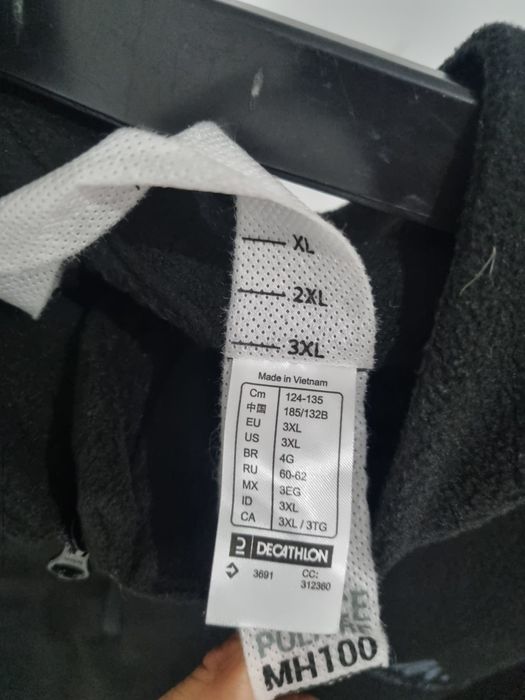 XL
2XL
3XL
Made in Vietnam
Cm 124-135
中国 185/132B
EU 3XL
US 3XL
BR 4G
RU 60-62
MX 3EG
ID 3XL
CA 3XL / 3TG
DECATHLON
3691 CC:
312360
MH100